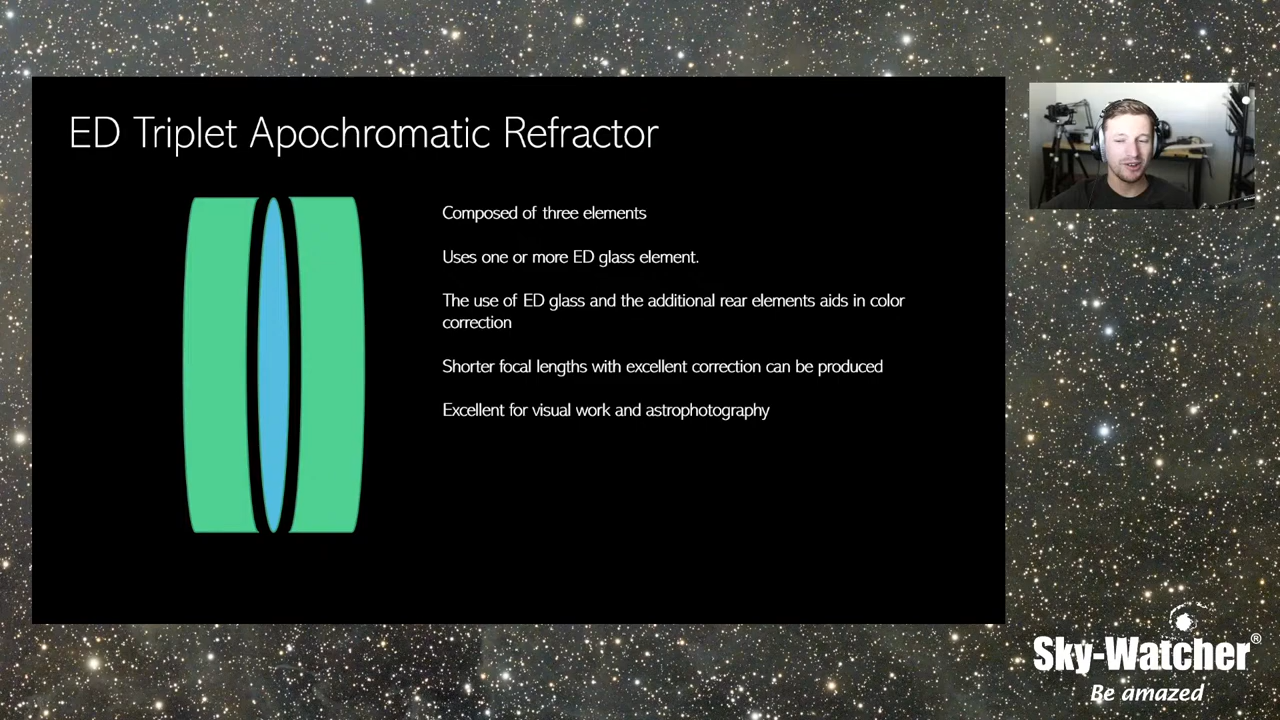 ED Triplet Apochromatic Refractor
Composed of three elements
Uses one or more ED glass element.
The use of ED glass and the additional rear elements aids in color
correction
Shorter focal lengths with excellent correction can be produced
Excellent for visual work and astrophotography
Sky-Watcher®
Be amazed